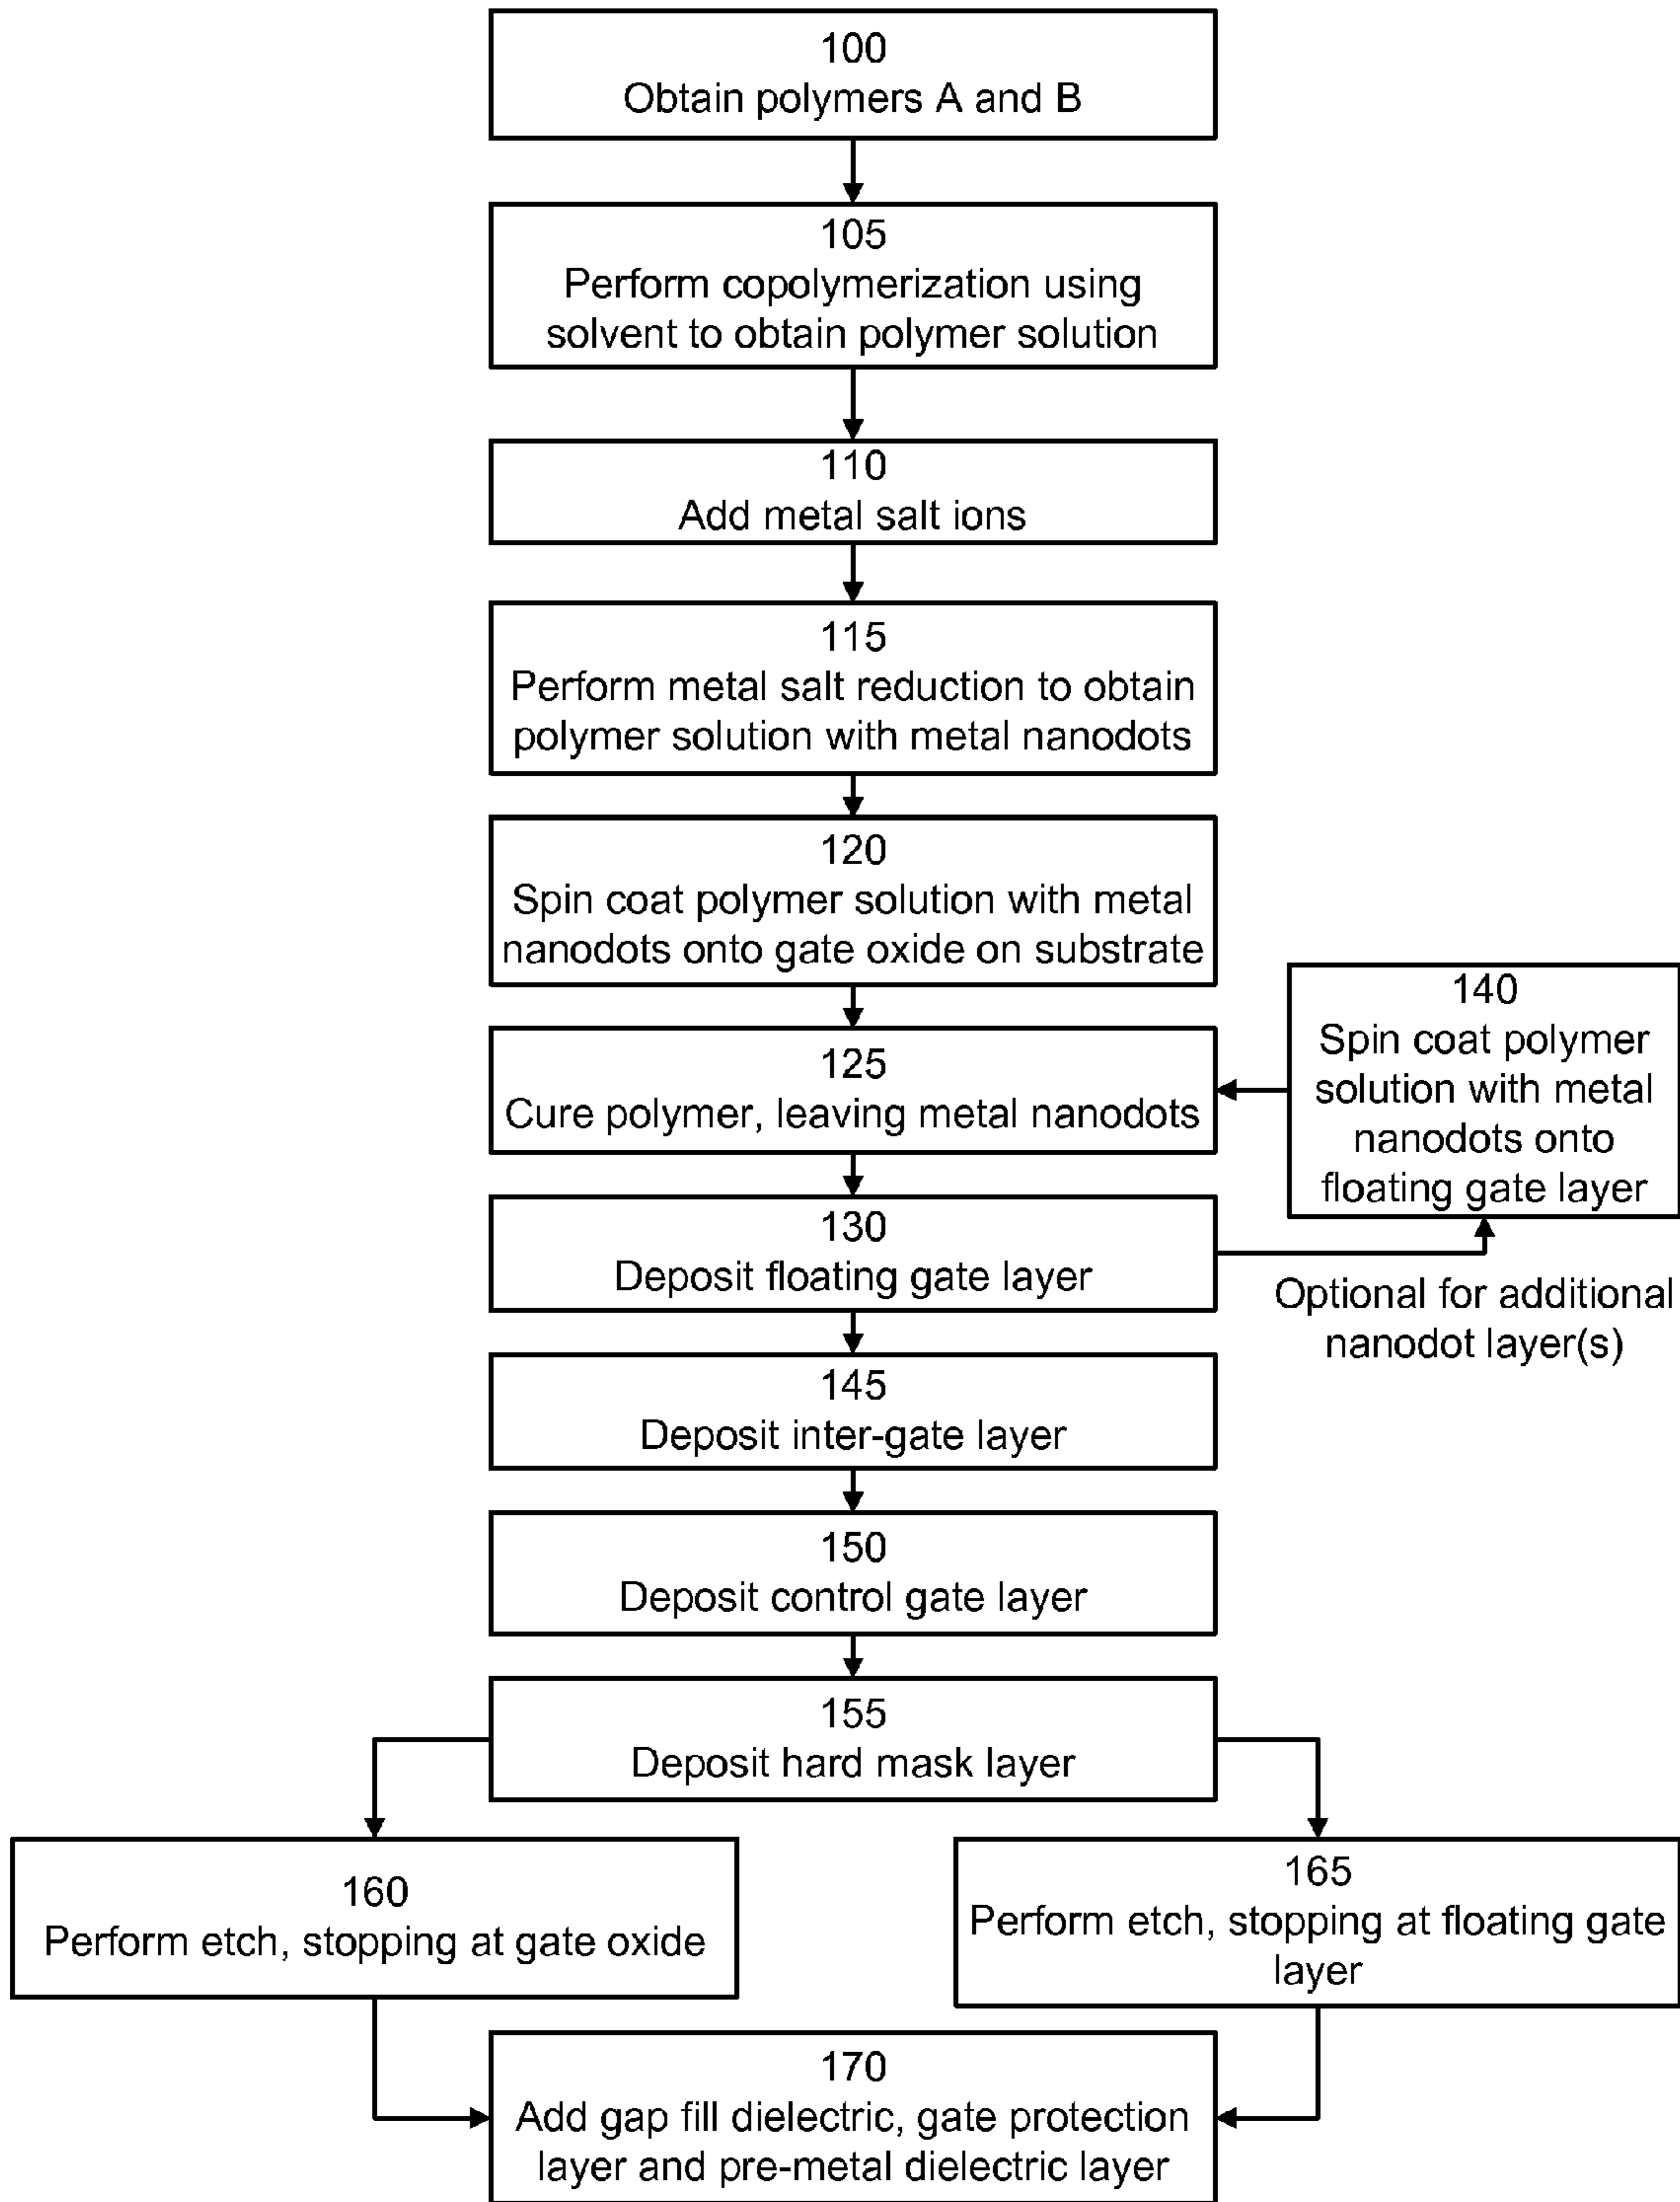 100
Obtain polymers A and B
105
Perform copolymerization using
solvent to obtain polymer solution
110
Add metal salt ions
115
Perform metal salt reduction to obtain
polymer solution with metal nanodots
120
Spin coat polymer solution with metal
nanodots onto gate oxide on substrate
140
Spin coat polymer
solution with metal
nanodots onto
floating gate layer
125
Cure polymer, leaving metal nanodots
130
Deposit floating gate layer
Optional for additional
nanodot layer(s)
145
Deposit inter-gate layer
150
Deposit control gate layer
155
Deposit hard mask layer
160
Perform etch, stopping at gate oxide
165
Perform etch, stopping at floating gate
layer
170
Add gap fill dielectric, gate protection
layer and pre-metal dielectric layer